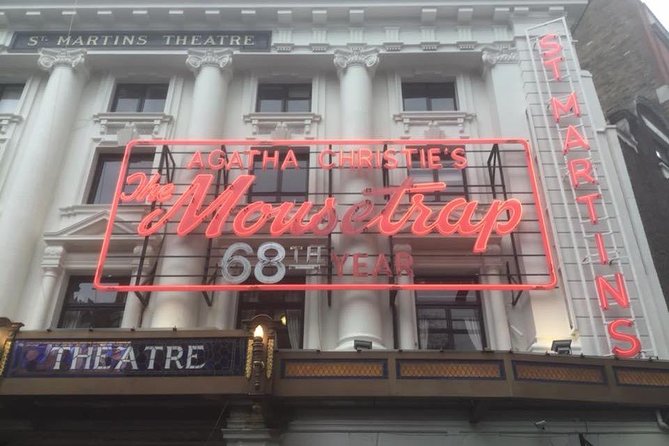 ST MARTINS THEATRE
AGATHA CHRISTIE'S
The Mousetrap
68TH YEAR
ST MARTINS
THEATRE